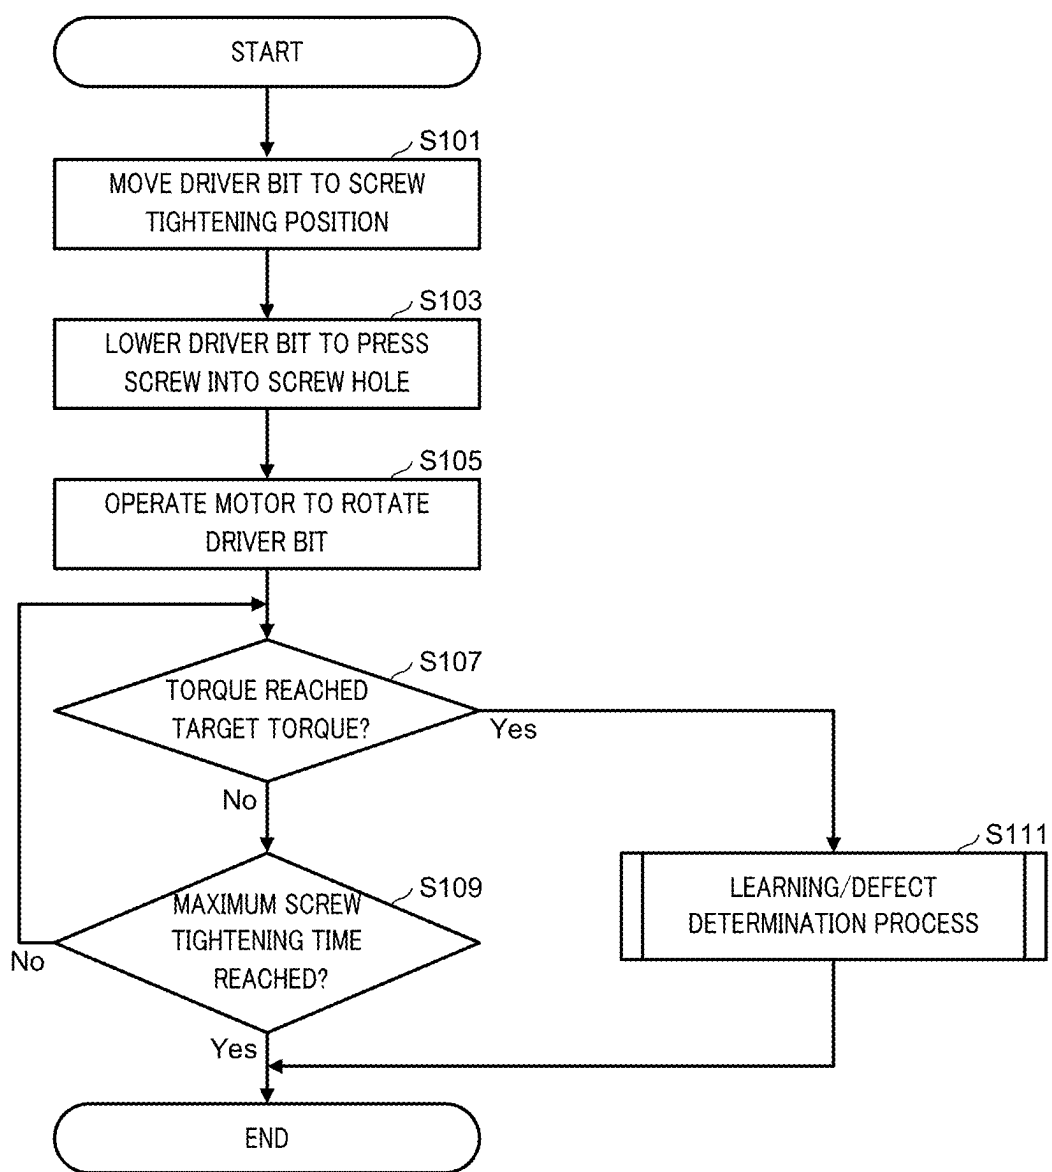 START
S101
MOVE DRIVER BIT TO SCREW
TIGHTENING POSITION
S103
LOWER DRIVER BIT TO PRESS
SCREW INTO SCREW HOLE
S105
OPERATE MOTOR TO ROTATE
DRIVER BIT
S107
TORQUE REACHED
TARGET TORQUE?
Yes
No
S109
MAXIMUM SCREW
TIGHTENING TIME
REACHED?
No
Yes
S111
LEARNING/DEFECT
DETERMINATION PROCESS
END